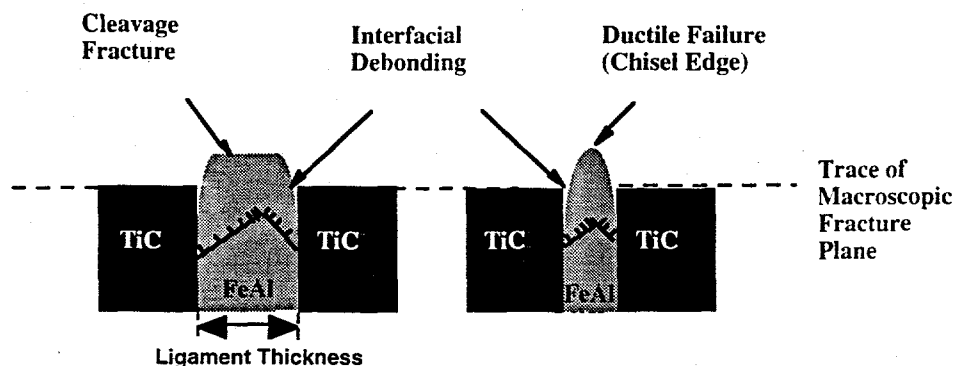 Cleavage
Fracture
Interfacial
Debonding
Ductile Failure
(Chisel Edge)
Trace of
Macroscopic
Fracture
Plane
TiC
TiC
TiC
TiC
FeAl
FeAl
Ligament Thickness